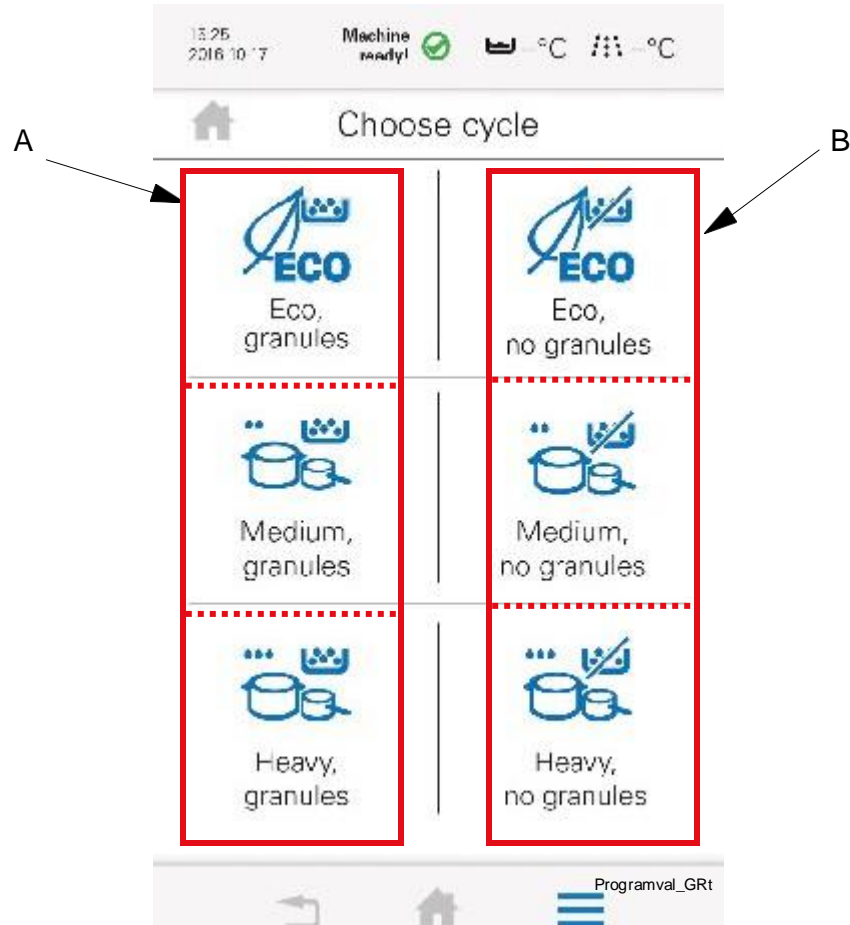 13:25
2016-10-17
Machine
ready!
--°C
--°C
Choose cycle
A
B
ECO
Eco,
granules
ECO
Eco,
no granules
Medium,
granules
Medium,
no granules
Heavy,
granules
Heavy,
no granules
Programval_GRt